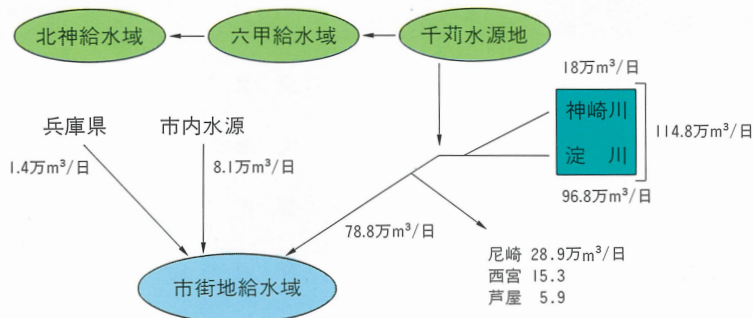 北神給水域
六甲給水域
千苅水源地
18万m³/日
神崎川
淀　川
114.8万m³/日
96.8万m³/日
兵庫県
市内水源
1.4万m³/日
8.1万m³/日
78.8万m³/日
尼崎 28.9万m³/日
西宮 15.3
芦屋 5.9
市街地給水域